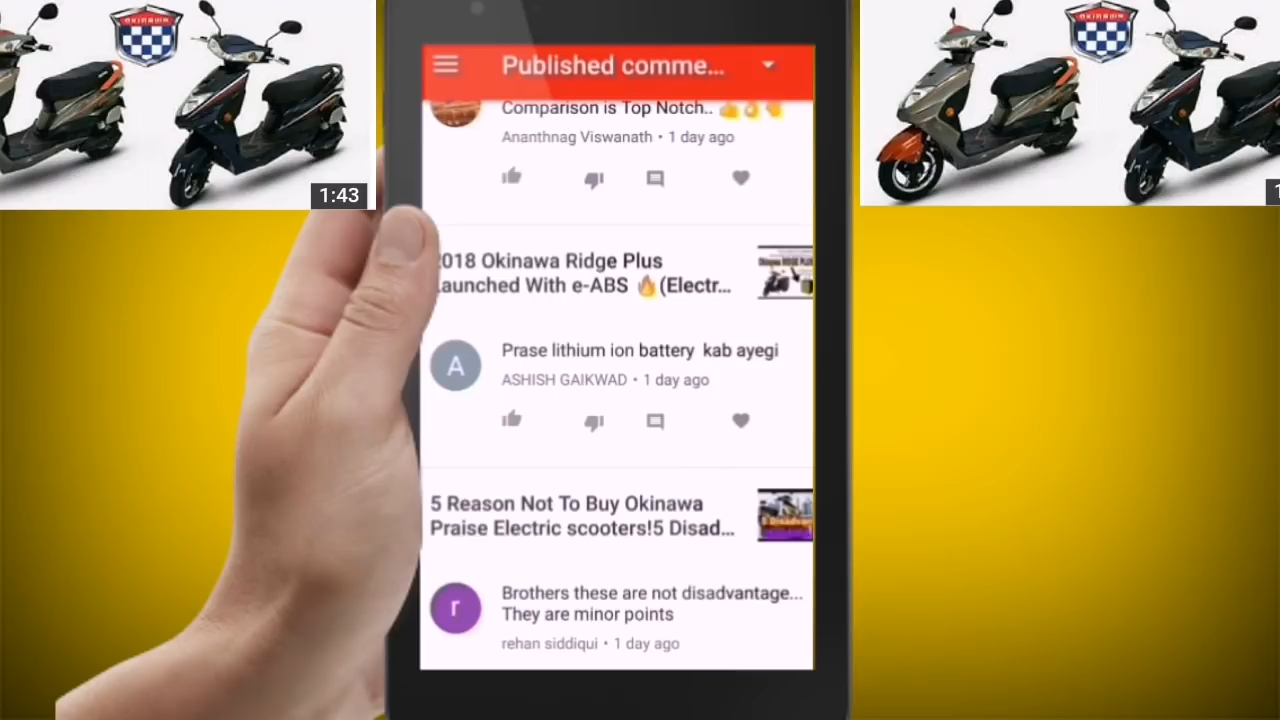 OKINAWA
1:43
OKINAWA
Published comme...
Comparison is Top Notch.. 👍👌👏
Ananthnag Viswanath • 1 day ago
018 Okinawa Ridge Plus
aunched With e-ABS 🔥(Electr...
A
Prase lithium ion battery kab ayegi
ASHISH GAIKWAD • 1 day ago
5 Reason Not To Buy Okinawa
Praise Electric scooters!5 Disad...
r
Brothers these are not disadvantage...
They are minor points
rehan siddiqui • 1 day ago